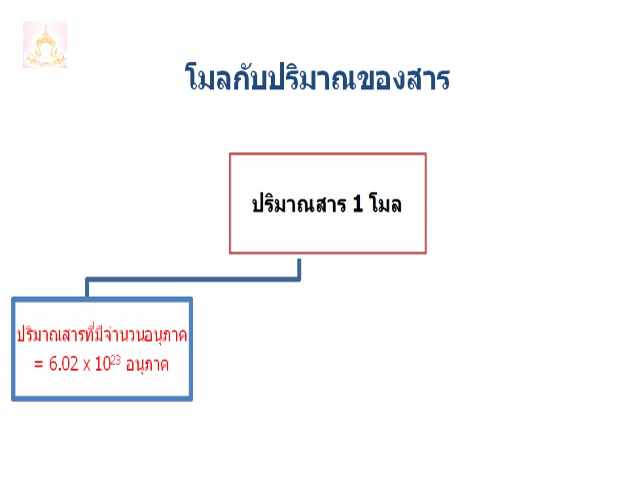 โมลกับปริมาณของสาร
ปริมาณสาร 1 โมล
ปริมาณสารที่มีจำนวนอนุภาค
= 6.02 x 10²³ อนุภาค